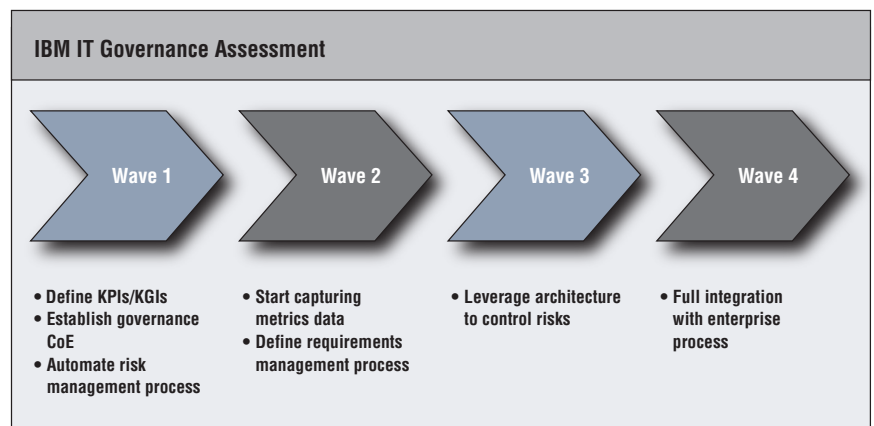 IBM IT Governance Assessment
Wave 1
Wave 2
Wave 3
Wave 4
• Define KPIs/KGIs
• Establish governance
CoE
• Automate risk
management process
• Start capturing
metrics data
• Define requirements
management process
• Leverage architecture
to control risks
• Full integration
with enterprise
process